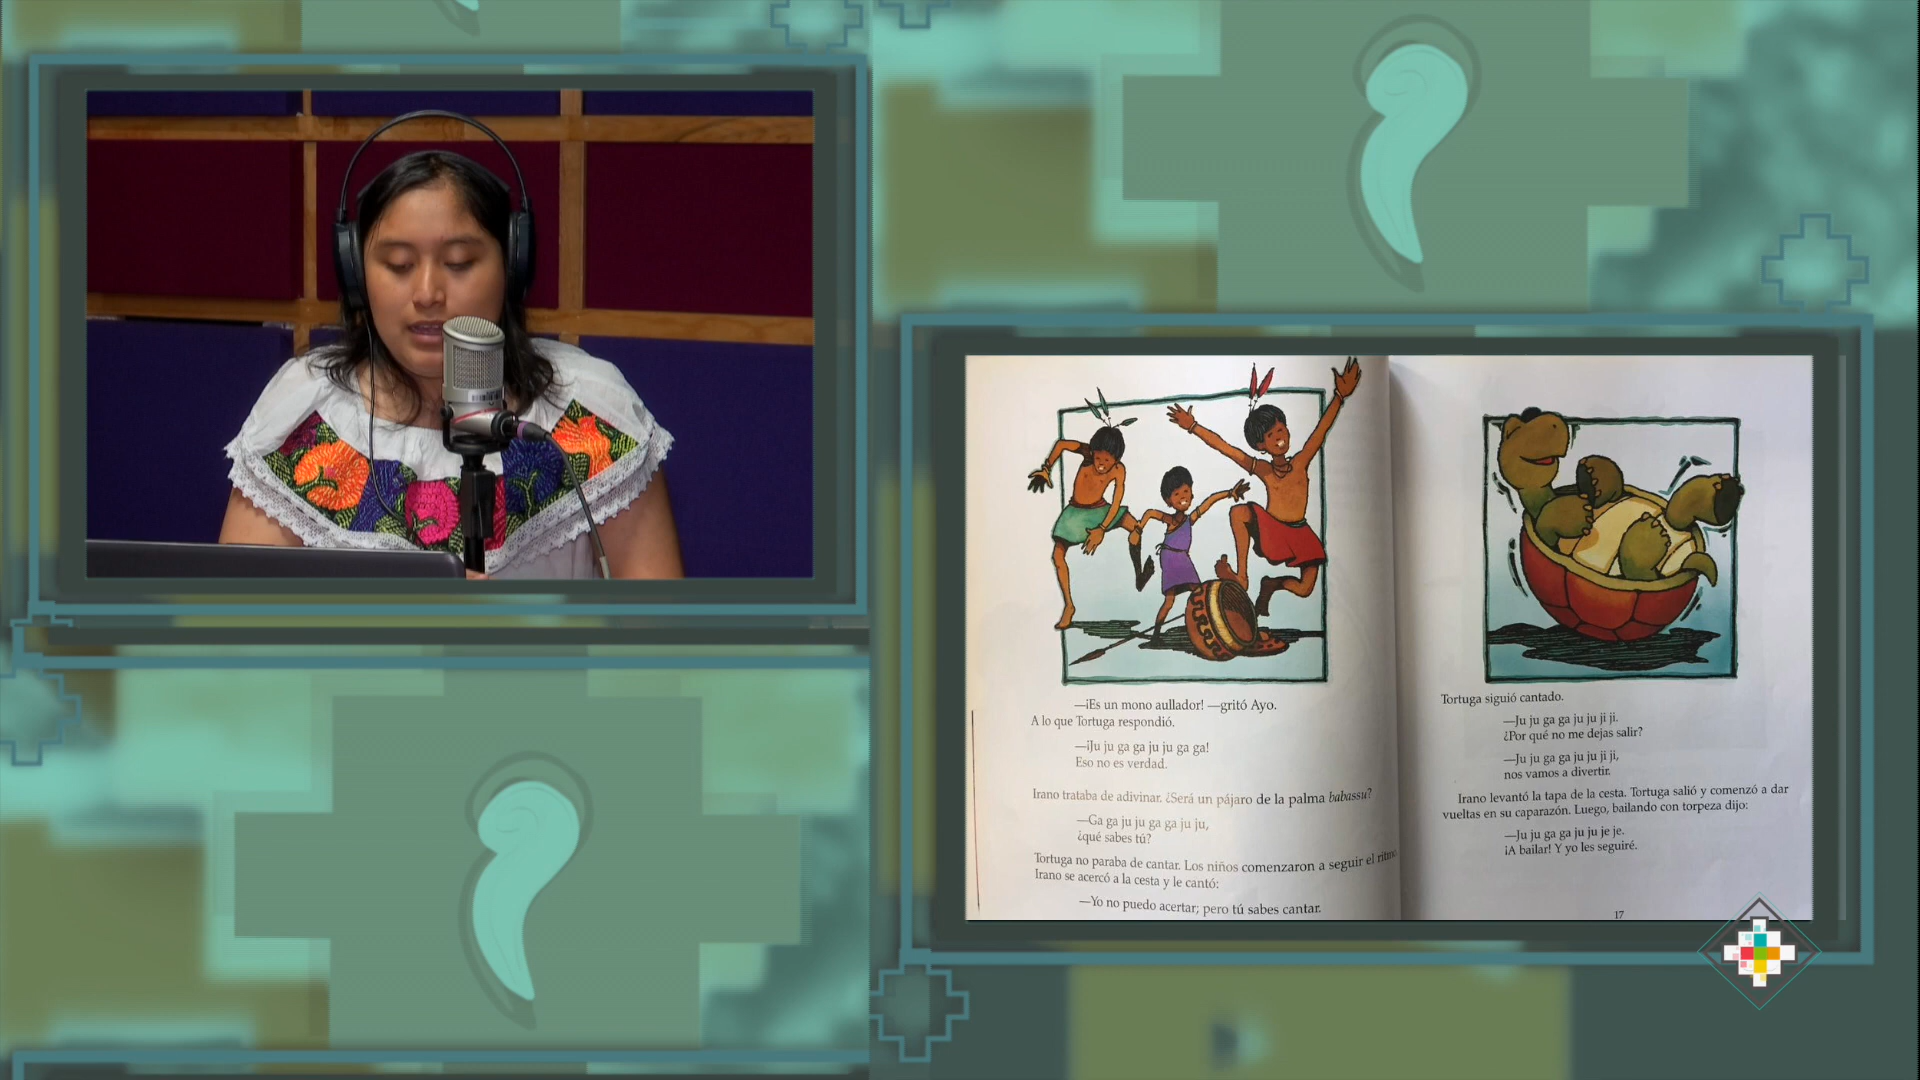 —¡Es un mono aullador! —gritó Ayo.
A lo que Tortuga respondió.
—¡Ju ju ga ga ju ju ga ga!
Eso no es verdad.
Irano trataba de adivinar. ¿Será un pájaro de la palma babassu?
—Ga ga ju ju ga ga ju ju,
¿qué sabes tú?
Tortuga no paraba de cantar. Los niños comenzaron a seguir el ritmo.
Irano se acercó a la cesta y le cantó:
—Yo no puedo acertar; pero tú sabes cantar.
Tortuga siguió cantado.
—Ju ju ga ga ju ju ji ji.
¿Por qué no me dejas salir?
—Ju ju ga ga ju ju ji ji,
nos vamos a divertir.
Irano levantó la tapa de la cesta. Tortuga salió y comenzó a dar
vueltas en su caparazón. Luego, bailando con torpeza dijo:
—Ju ju ga ga ju ju je je.
¡A bailar! Y yo les seguiré.
17